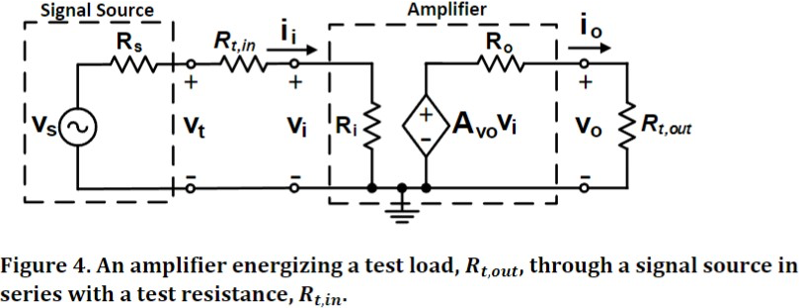 Signal Source
Amplifier
Rs Rt,in ii Ro io
+ + + +
Vs Vt Vi Ri AvoVi Vo Rt,out
- - - -
Figure 4. An amplifier energizing a test load, Rt,out, through a signal source in
series with a test resistance, Rt,in.